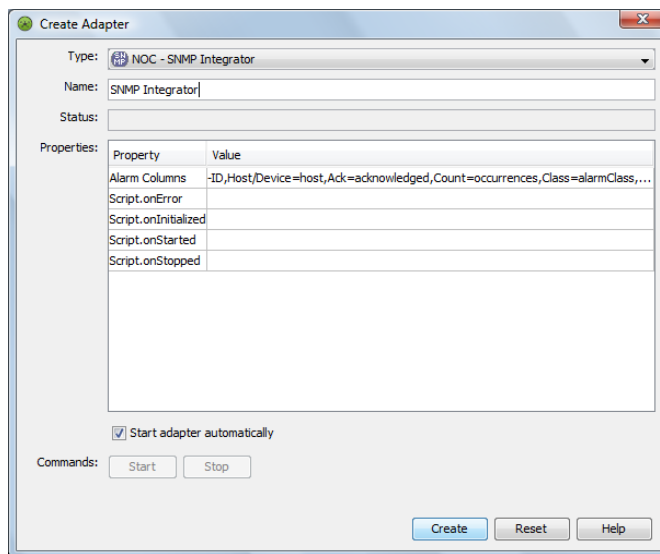 Create Adapter
Type: SNMP NOC - SNMP Integrator
Name: SNMP Integrator
Status:
Properties:
Property Value
Alarm Columns -ID,Host/Device=host,Ack=acknowledged,Count=occurrences,Class=alarmClass,...
Script.onError
Script.onInitialized
Script.onStarted
Script.onStopped
Start adapter automatically
Commands: Start Stop
Create Reset Help